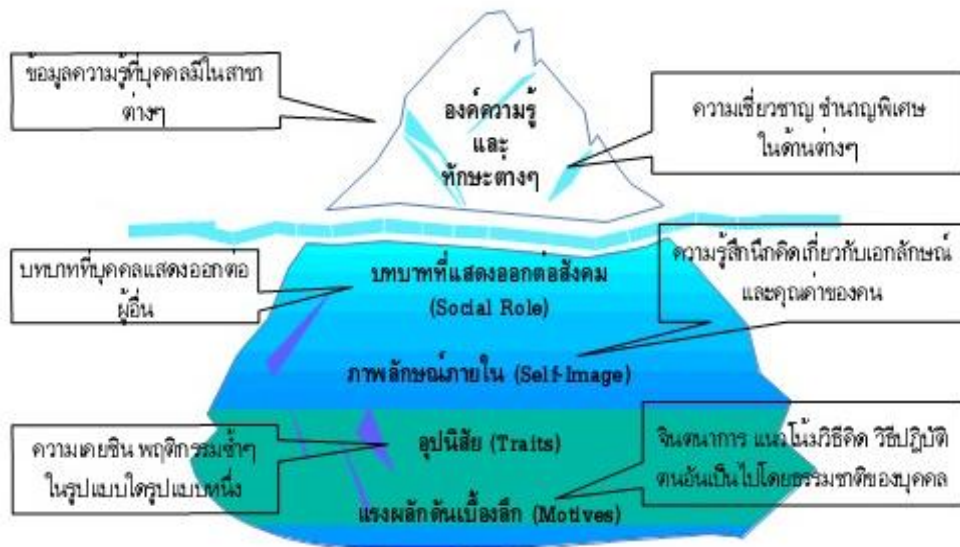 ข้อมูลความรู้ที่บุคคลมีในสาขา
ต่างๆ
องค์ความรู้
และ
ทักษะต่างๆ
ความเชี่ยวชาญ ชำนาญพิเศษ
ในด้านต่างๆ
บทบาทที่บุคคลแสดงออกต่อ
ผู้อื่น
บทบาทที่แสดงออกต่อสังคม
(Social Role)
ความรู้สึกนึกคิดเกี่ยวกับเอกลักษณ์
และคุณค่าของคน
ภาพลักษณ์ภายใน (Self-Image)
ความเคยชิน พฤติกรรมซ้ำๆ
ในรูปแบบใดรูปแบบหนึ่ง
อุปนิสัย (Traits)
จินตนาการ แนวโน้มวิธีคิด วิธีปฏิบัติ
ตนอันเป็นไปโดยธรรมชาติของบุคคล
แรงผลักดันเบื้องลึก (Motives)